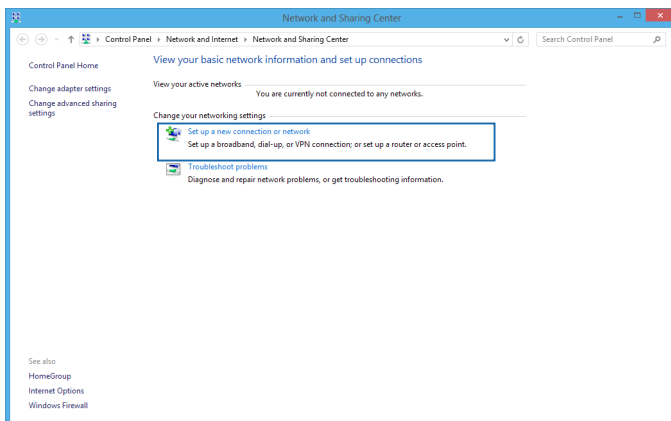 Network and Sharing Center
Control Panel Network and Internet Network and Sharing Center
Search Control Panel
Control Panel Home
Change adapter settings
Change advanced sharing
settings
View your basic network information and set up connections
View your active networks
You are currently not connected to any networks.
Change your networking settings
Set up a new connection or network
Set up a broadband, dial-up, or VPN connection; or set up a router or access point.
Troubleshoot problems
Diagnose and repair network problems, or get troubleshooting information.
See also
HomeGroup
Internet Options
Windows Firewall